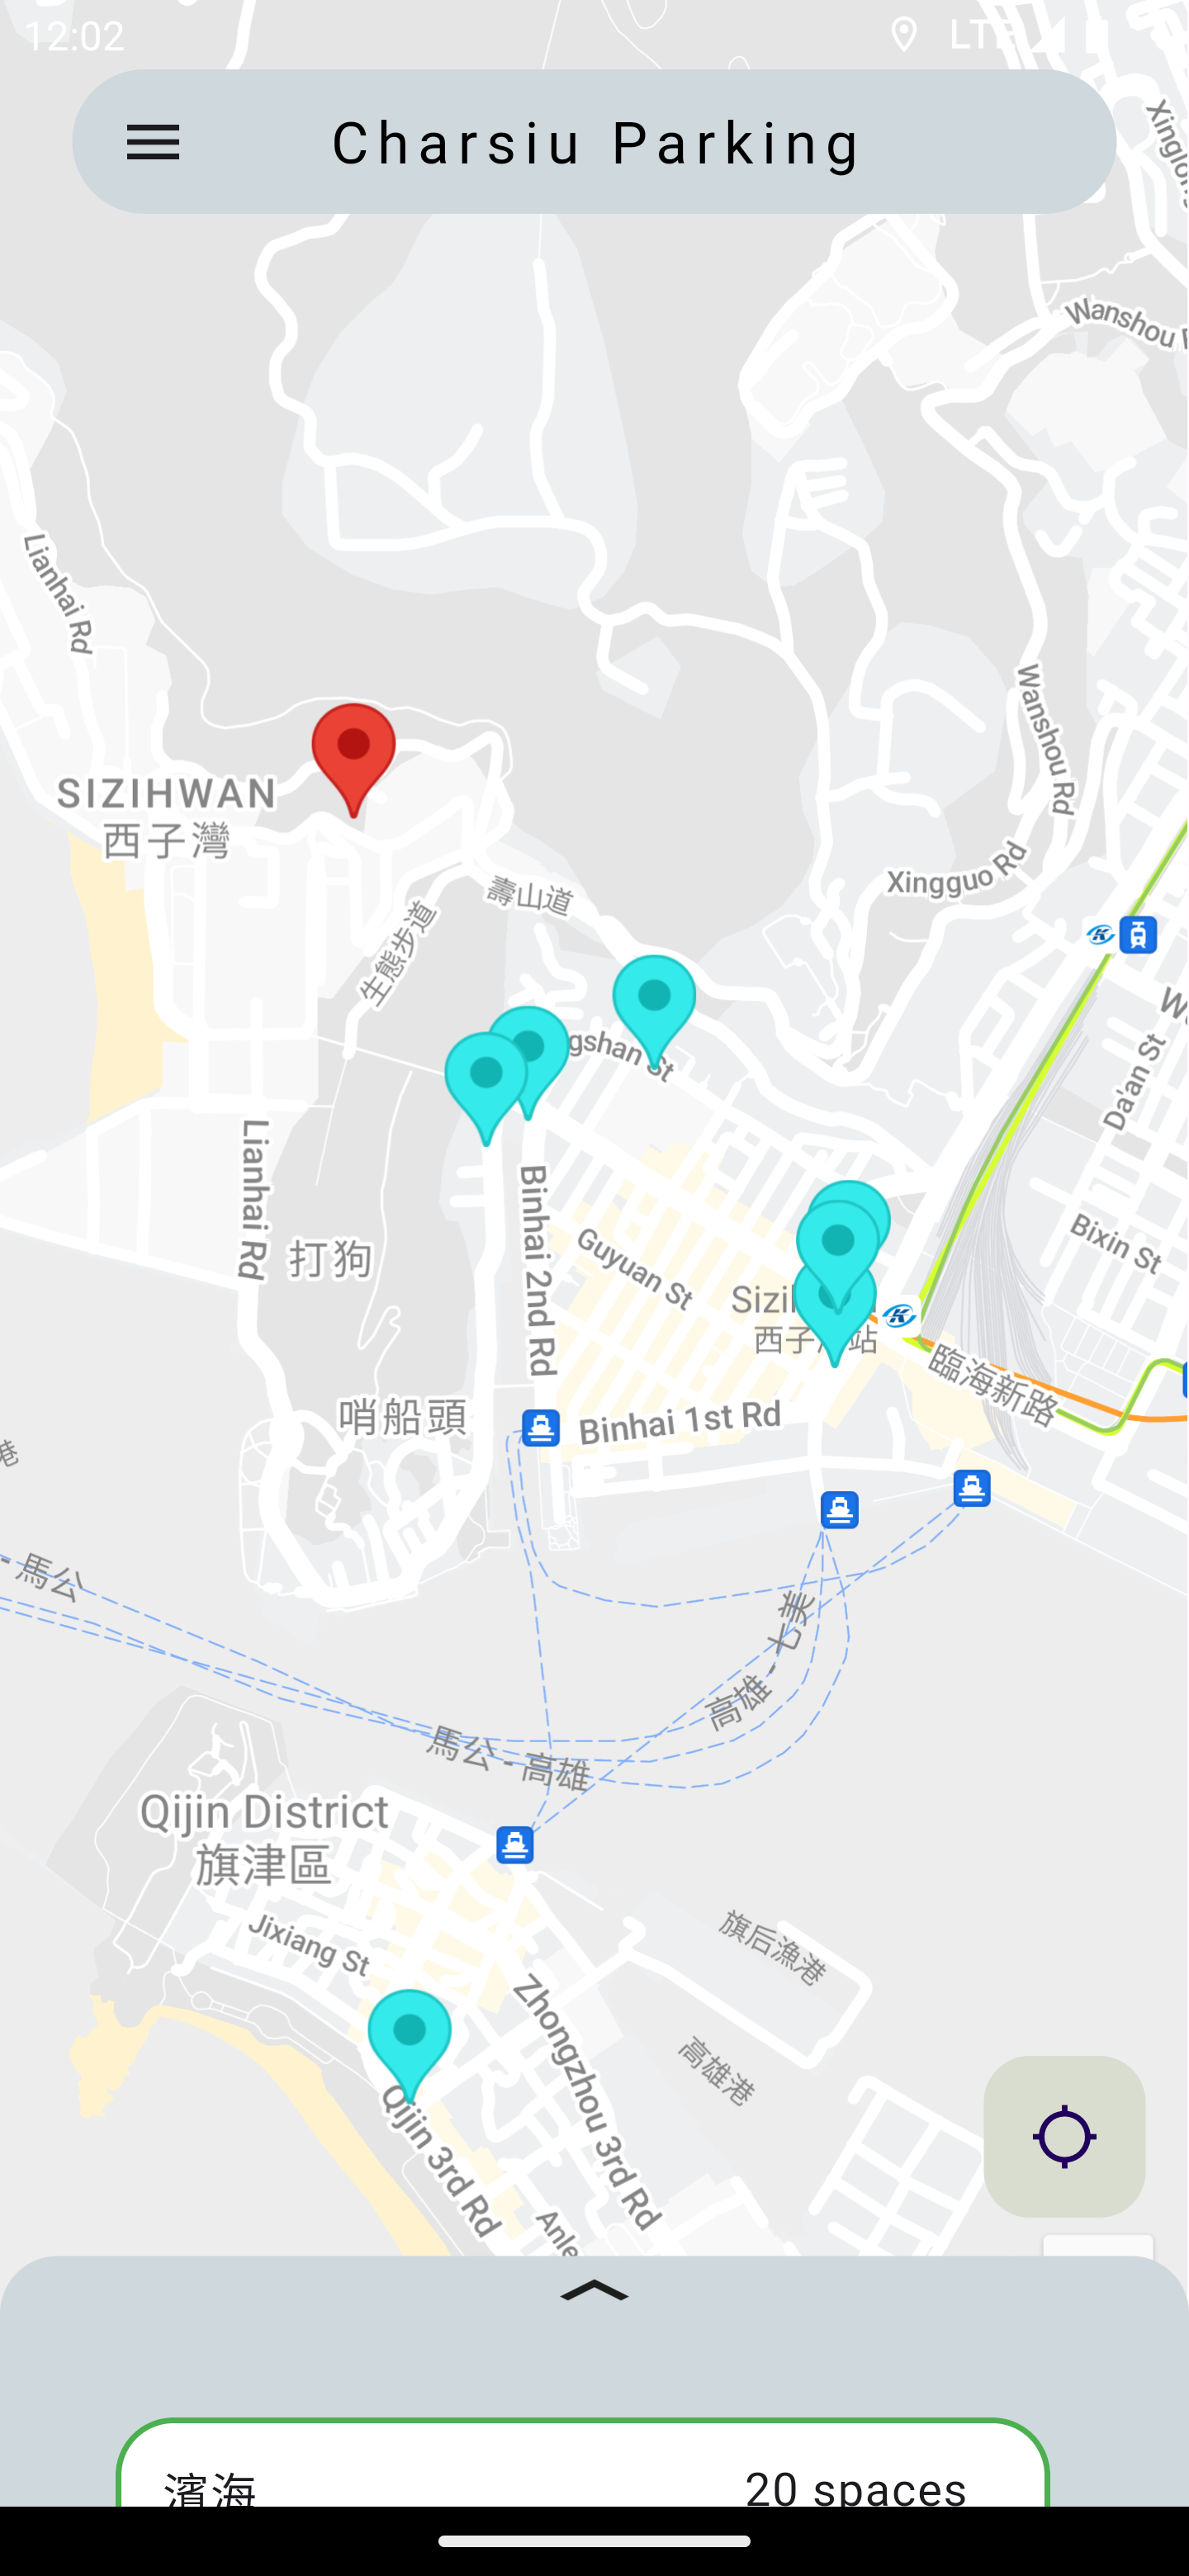 12:02
LTE
Charsiu Parking
Wanshou
Lianhai Rd
Wanshou Rd
SIZIHWAN
西子灣
Xingguo Rd
壽山道
生態步道
gshan St
Da'an St
Lianhai Rd
Binhai 2nd Rd
Bixin St
打狗
Guyuan St
臨海新路
哨船頭
Binhai 1st Rd
港
- 馬公
高雄 - 七美
馬公 - 高雄
Qijin District
旗津區
Jixiang St
旗后漁港
Zhongzhou 3rd Rd
高雄港
Qijin 3rd Rd
Anle
濱海
20 spaces